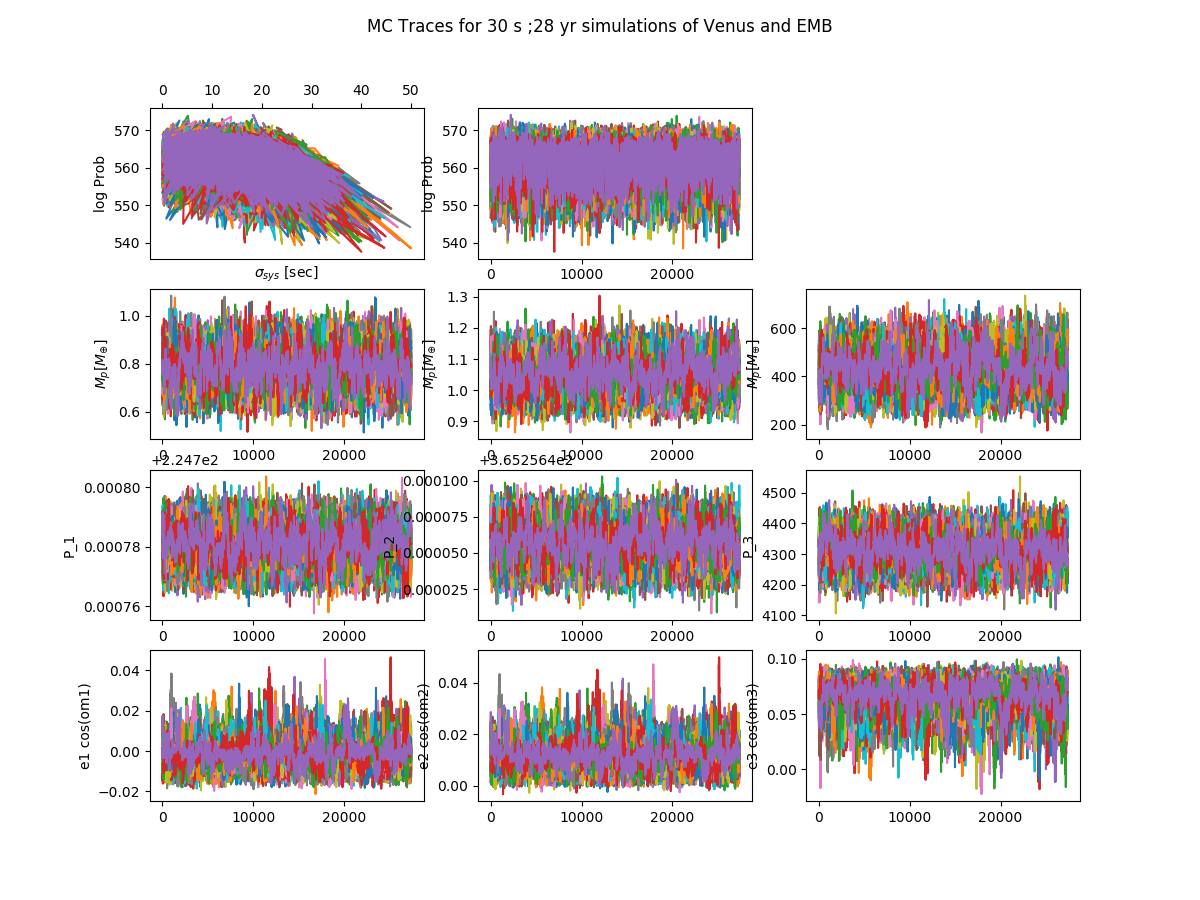 MC Traces for 30 s ;28 yr simulations of Venus and EMB
0 10 20 30 40 50
570 560 550 540
log Prob
σ_sys [sec]
570 560 550 540
log Prob
0 10000 20000
1.0 0.8 0.6
M_p[M_⊕]
0 10000 20000
1.3 1.2 1.1 1.0 0.9
M_p[M_⊕]
0 10000 20000
600 400 200
M_p[M_⊕]
0 10000 20000
+2.247e2
0.00080 0.00078 0.00076
P_1
0 10000 20000
+3.652564e2
0.000100 0.000075 0.000050 0.000025
P_2
0 10000 20000
4500 4400 4300 4200 4100
P_3
0 10000 20000
0.04 0.02 0.00 −0.02
e1 cos(om1)
0 10000 20000
0.04 0.02 0.00
e2 cos(om2)
0 10000 20000
0.10 0.05 0.00
e3 cos(om3)
0 10000 20000